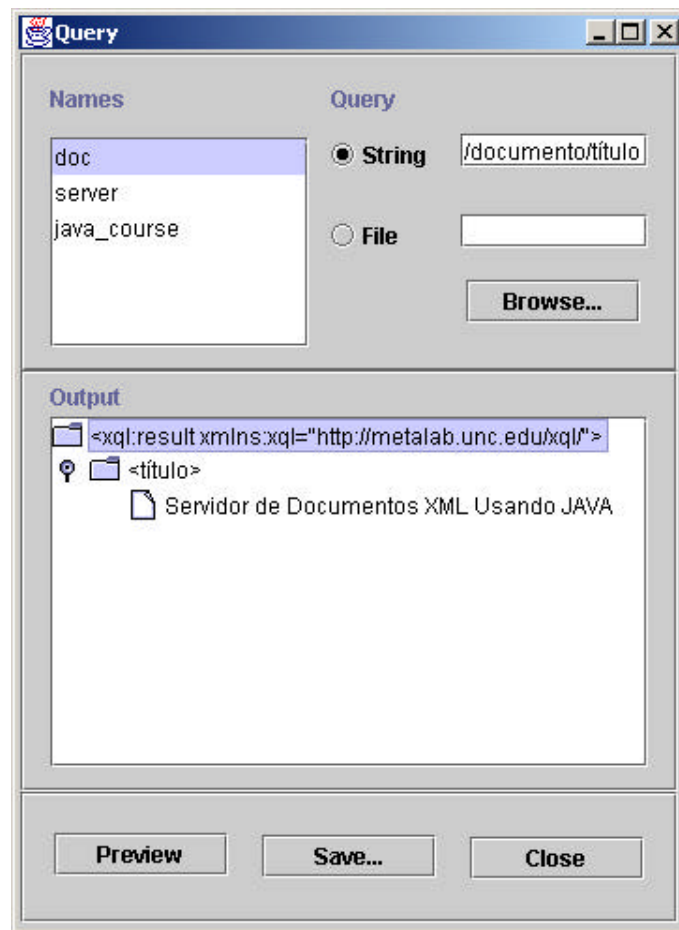 Query
Names
Query
doc
server
java_course
String
/documento/título
File
Browse...
Output
<xql:result xmlns:xql="http://metalab.unc.edu/xql/">
<título>
Servidor de Documentos XML Usando JAVA
Preview
Save...
Close